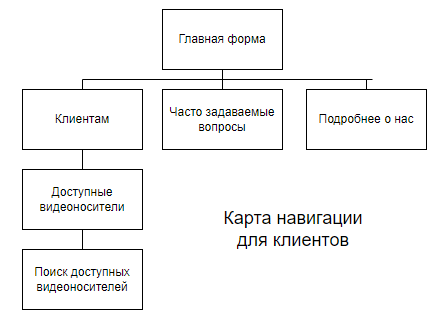 Главная форма
Клиентам
Часто задаваемые
вопросы
Подробнее о нас
Доступные
видеоносители
Поиск доступных
видеоносителей
Карта навигации
для клиентов